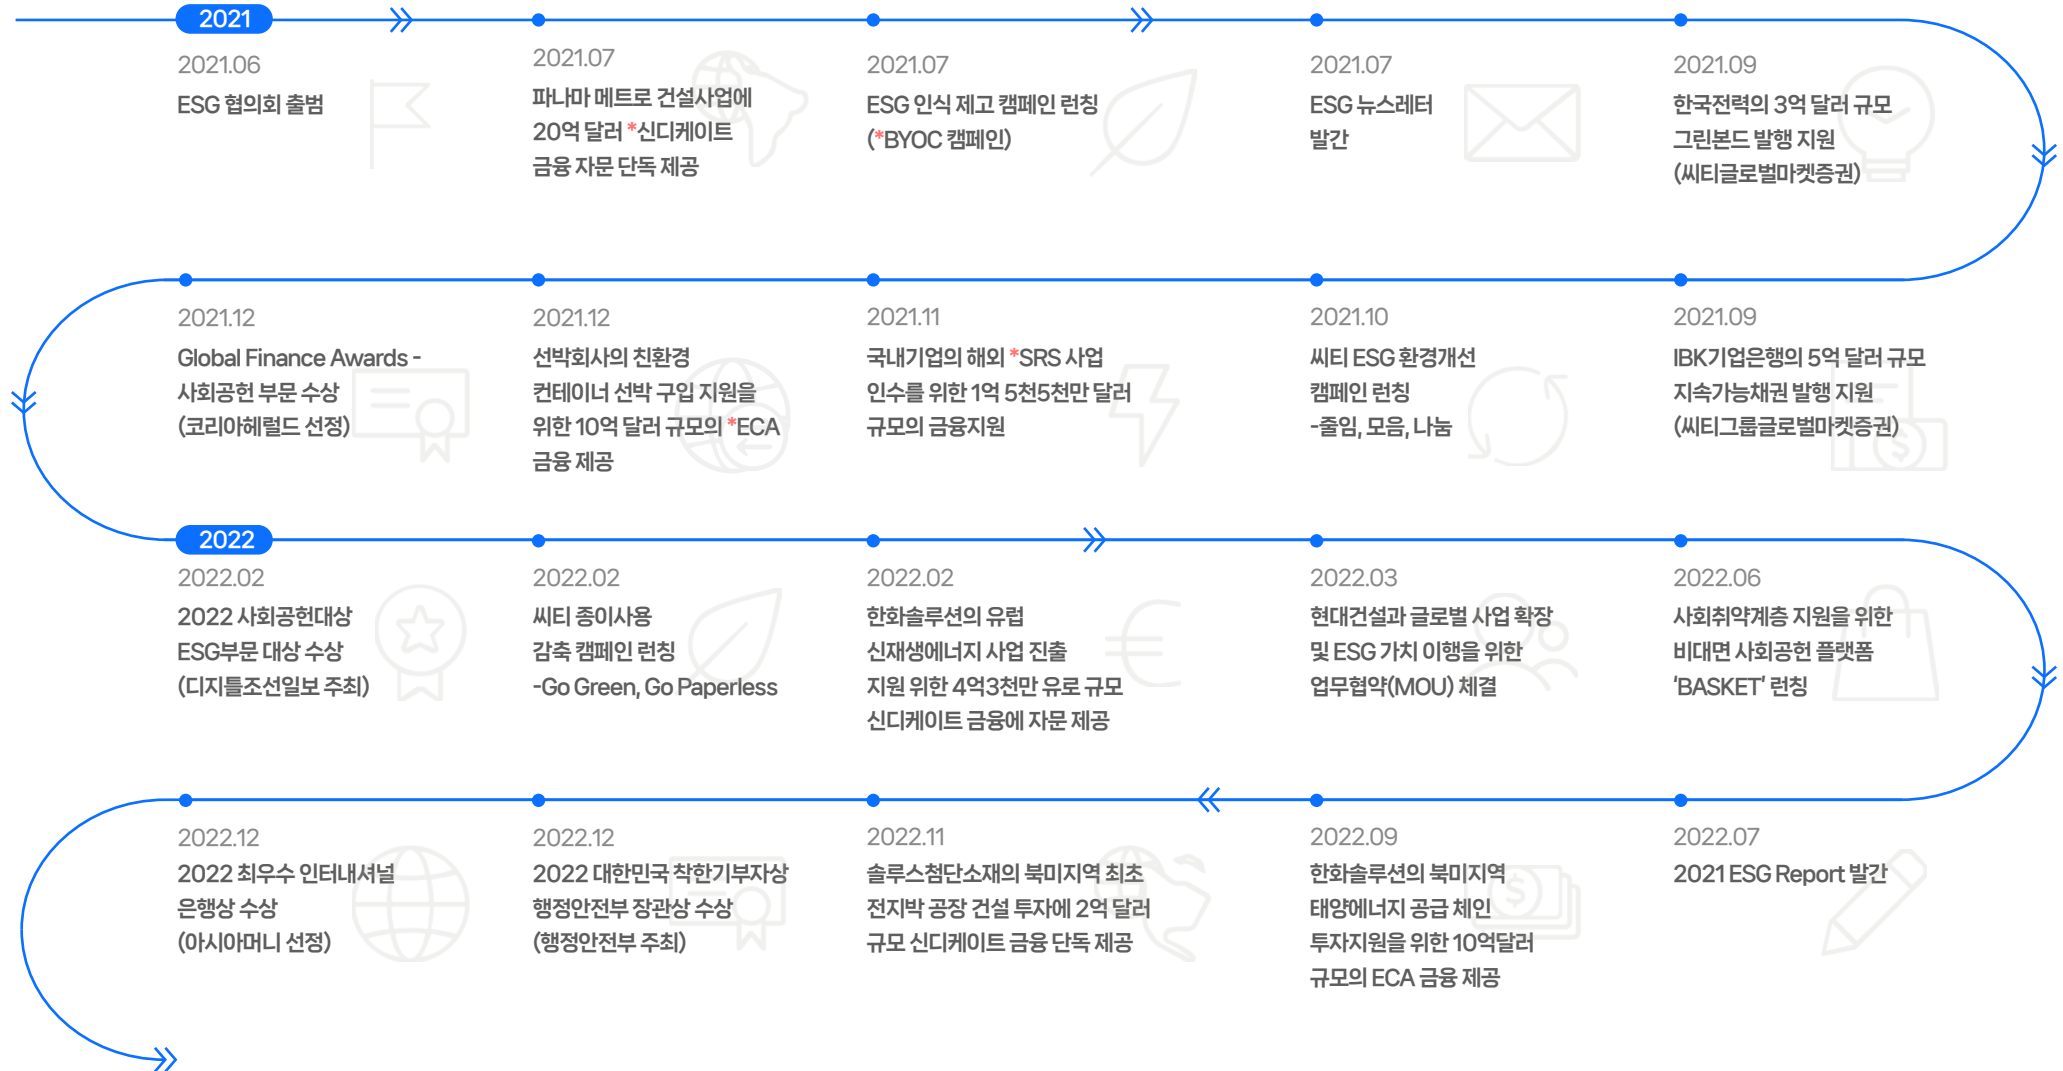 2021
2021.06
ESG 협의회 출범
2021.07
파나마 메트로 건설사업에
20억 달러 *신디케이트
금융 자문 단독 제공
2021.07
ESG 인식 제고 캠페인 런칭
(*BYOC 캠페인)
2021.07
ESG 뉴스레터
발간
2021.09
한국전력의 3억 달러 규모
그린본드 발행 지원
(씨티글로벌마켓증권)
2021.09
IBK기업은행의 5억 달러 규모
지속가능채권 발행 지원
(씨티그룹글로벌마켓증권)
2021.10
씨티 ESG 환경개선
캠페인 런칭
-줄임, 모음, 나눔
2021.11
국내기업의 해외 *SRS 사업
인수를 위한 1억 5천5천만 달러
규모의 금융지원
2021.12
선박회사의 친환경
컨테이너 선박 구입 지원을
위한 10억 달러 규모의 *ECA
금융 제공
2021.12
Global Finance Awards -
사회공헌 부문 수상
(코리아헤럴드 선정)
2022
2022.02
2022 사회공헌대상
ESG부문 대상 수상
(디지틀조선일보 주최)
2022.02
씨티 종이사용
감축 캠페인 런칭
-Go Green, Go Paperless
2022.02
한화솔루션의 유럽
신재생에너지 사업 진출
지원 위한 4억3천만 유로 규모
신디케이트 금융에 자문 제공
2022.03
현대건설과 글로벌 사업 확장
및 ESG 가치 이행을 위한
업무협약(MOU) 체결
2022.06
사회취약계층 지원을 위한
비대면 사회공헌 플랫폼
‘BASKET’ 런칭
2022.07
2021 ESG Report 발간
2022.09
한화솔루션의 북미지역
태양에너지 공급 체인
투자지원을 위한 10억달러
규모의 ECA 금융 제공
2022.11
솔루스첨단소재의 북미지역 최초
전지박 공장 건설 투자에 2억 달러
규모 신디케이트 금융 단독 제공
2022.12
2022 대한민국 착한기부자상
행정안전부 장관상 수상
(행정안전부 주최)
2022.12
2022 최우수 인터내셔널
은행상 수상
(아시아머니 선정)